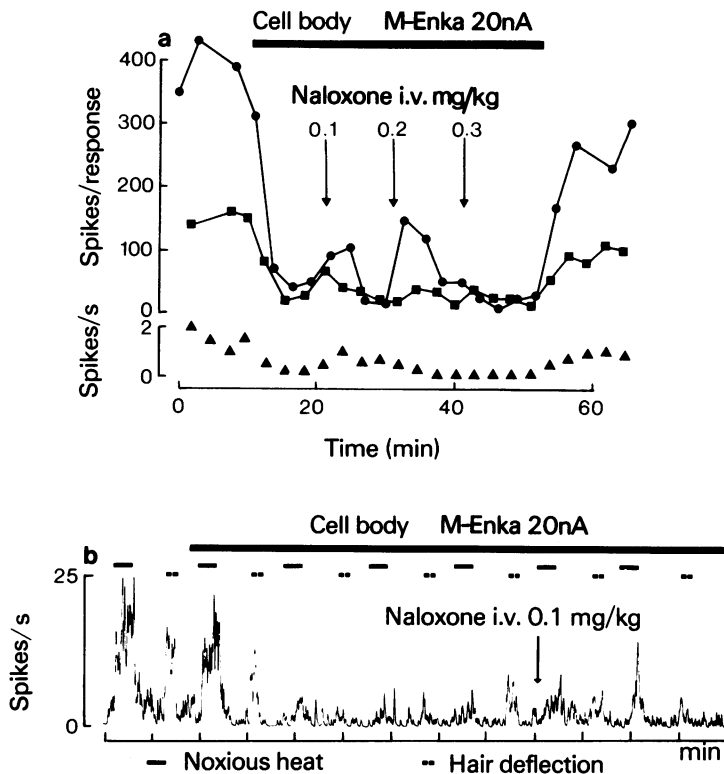 Cell body M-Enka 20nA
a
400
Naloxone i.v. mg/kg
300
0.1 0.2 0.3
200
100
0
Spikes/response
2
0
Spikes/s
0 20 40 60
Time (min)
Cell body M-Enka 20nA
b
25
Naloxone i.v. 0.1 mg/kg
Spikes/s
0
min
Noxious heat Hair deflection